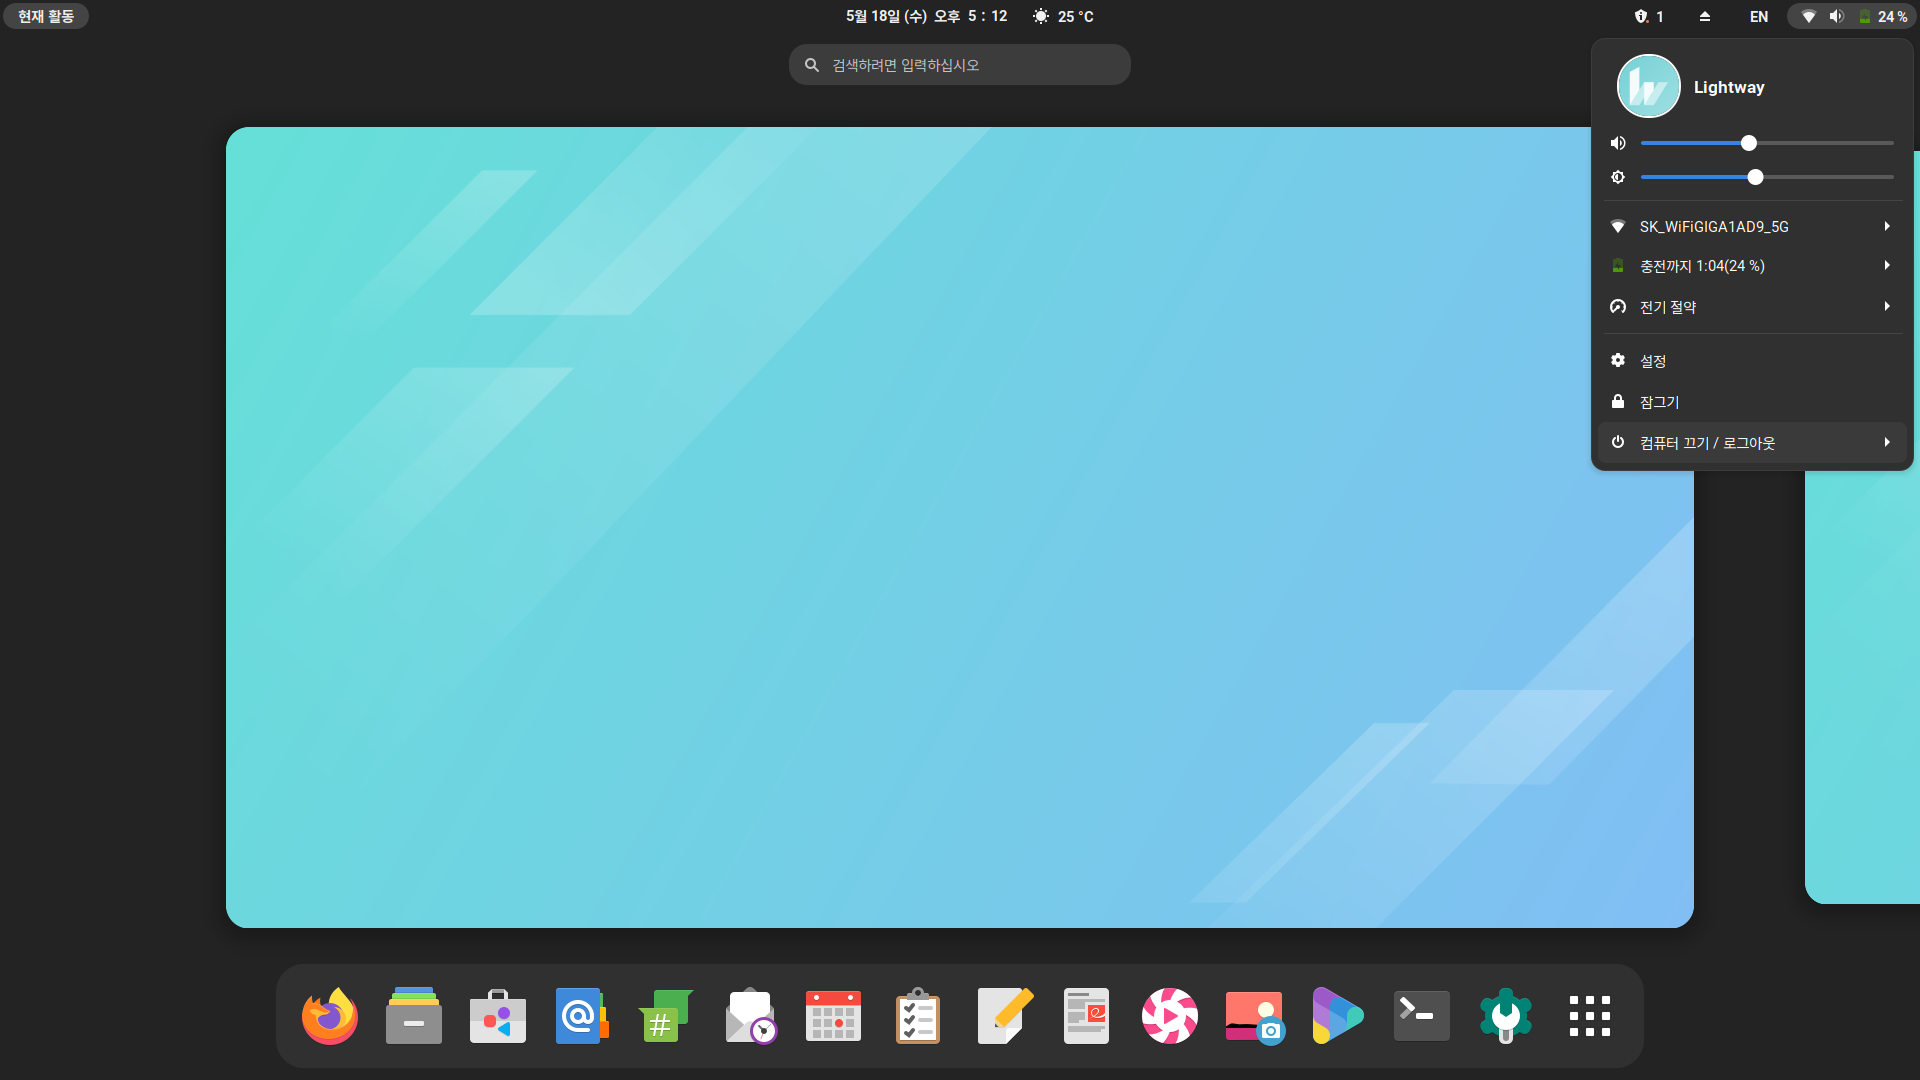 현재 활동
5월 18일 (수) 오후 5 : 12
25 °C
1
EN
24 %
검색하려면 입력하십시오
Lightway
SK_WiFiGIGA1AD9_5G
충전까지 1:04(24 %)
전기 절약
설정
잠그기
컴퓨터 끄기 / 로그아웃